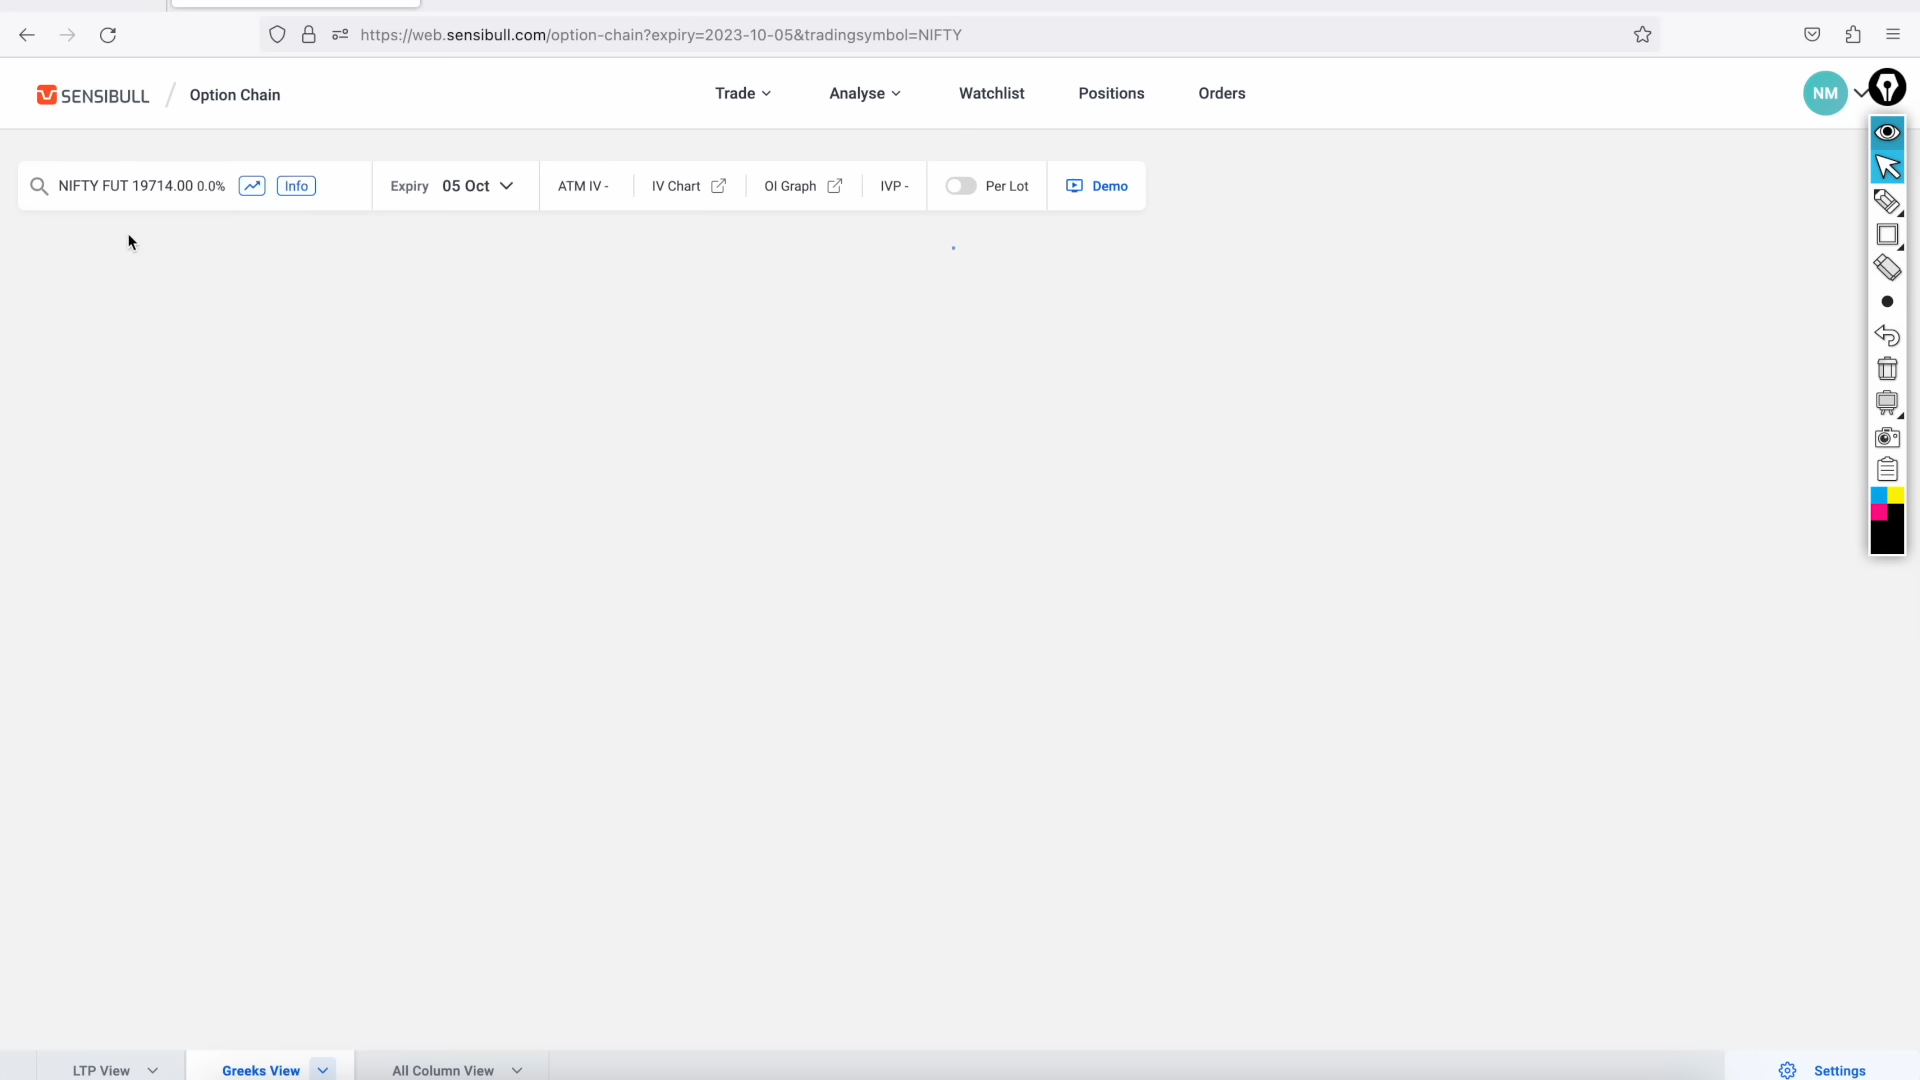 https://web.sensibull.com/option-chain?expiry=2023-10-05&tradingsymbol=NIFTY
SENSIBULL / Option Chain
Trade
Analyse
Watchlist
Positions
Orders
NM
NIFTY FUT 19714.00 0.0%
Info
Expiry 05 Oct
ATM IV -
IV Chart
OI Graph
IVP -
Per Lot
Demo
LTP View
Greeks View
All Column View
Settings